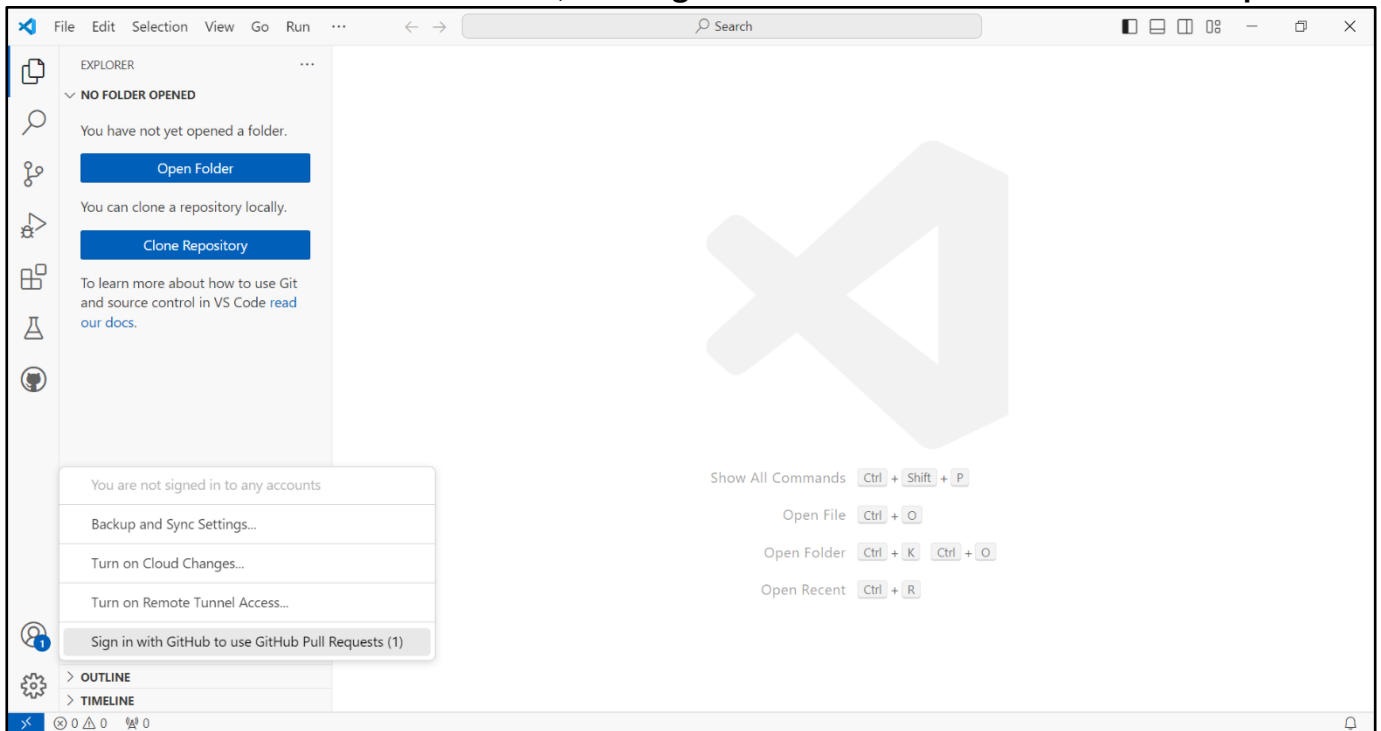 File Edit Selection View Go Run ...
Search
EXPLORER ...
NO FOLDER OPENED
You have not yet opened a folder.
Open Folder
You can clone a repository locally.
Clone Repository
To learn more about how to use Git
and source control in VS Code read
our docs.
You are not signed in to any accounts
Backup and Sync Settings...
Turn on Cloud Changes...
Turn on Remote Tunnel Access...
1
Sign in with GitHub to use GitHub Pull Requests (1)
Show All Commands Ctrl + Shift + P
Open File Ctrl + O
Open Folder Ctrl + K Ctrl + O
Open Recent Ctrl + R
OUTLINE
TIMELINE
0 0 0